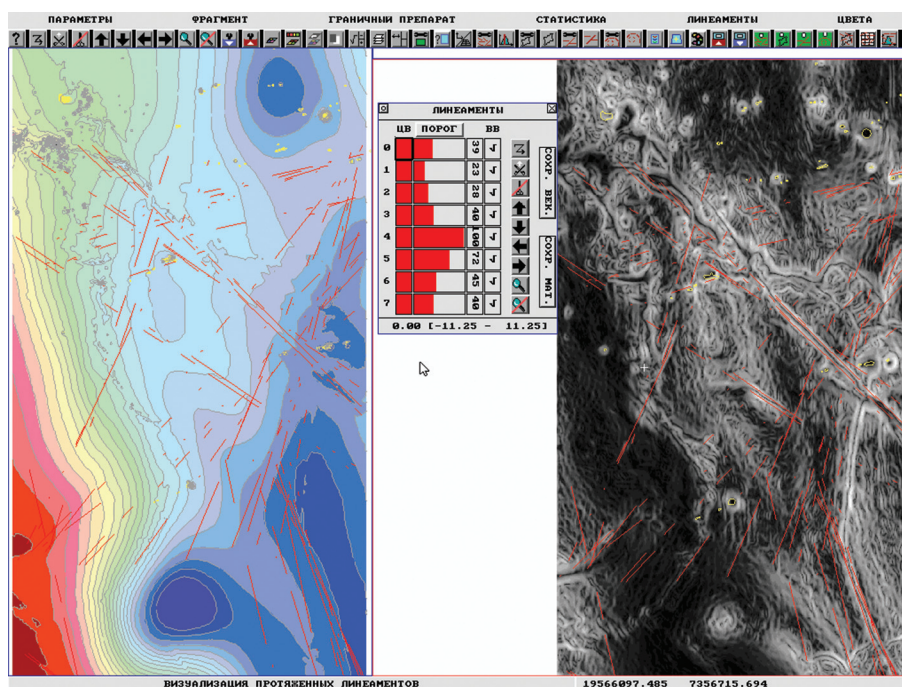 ПАРАМЕТРЫ ФРАГМЕНТ ГРАНИЧНЫЙ ПРЕПАРАТ СТАТИСТИКА ЛИНЕАМЕНТЫ ЦВЕТА
ЛИНЕАМЕНТЫ
ЦВ ПОРОГ ВВ
0 39
1 23
2 28
3 40
4 100
5 72
6 45
7 40
СОХР. ВЕК.
СОХР. МАТ.
0.00 [-11.25 - 11.25]
ВИЗУАЛИЗАЦИЯ ПРОТЯЖЕННЫХ ЛИНЕАМЕНТОВ 19566097.485 7356715.694